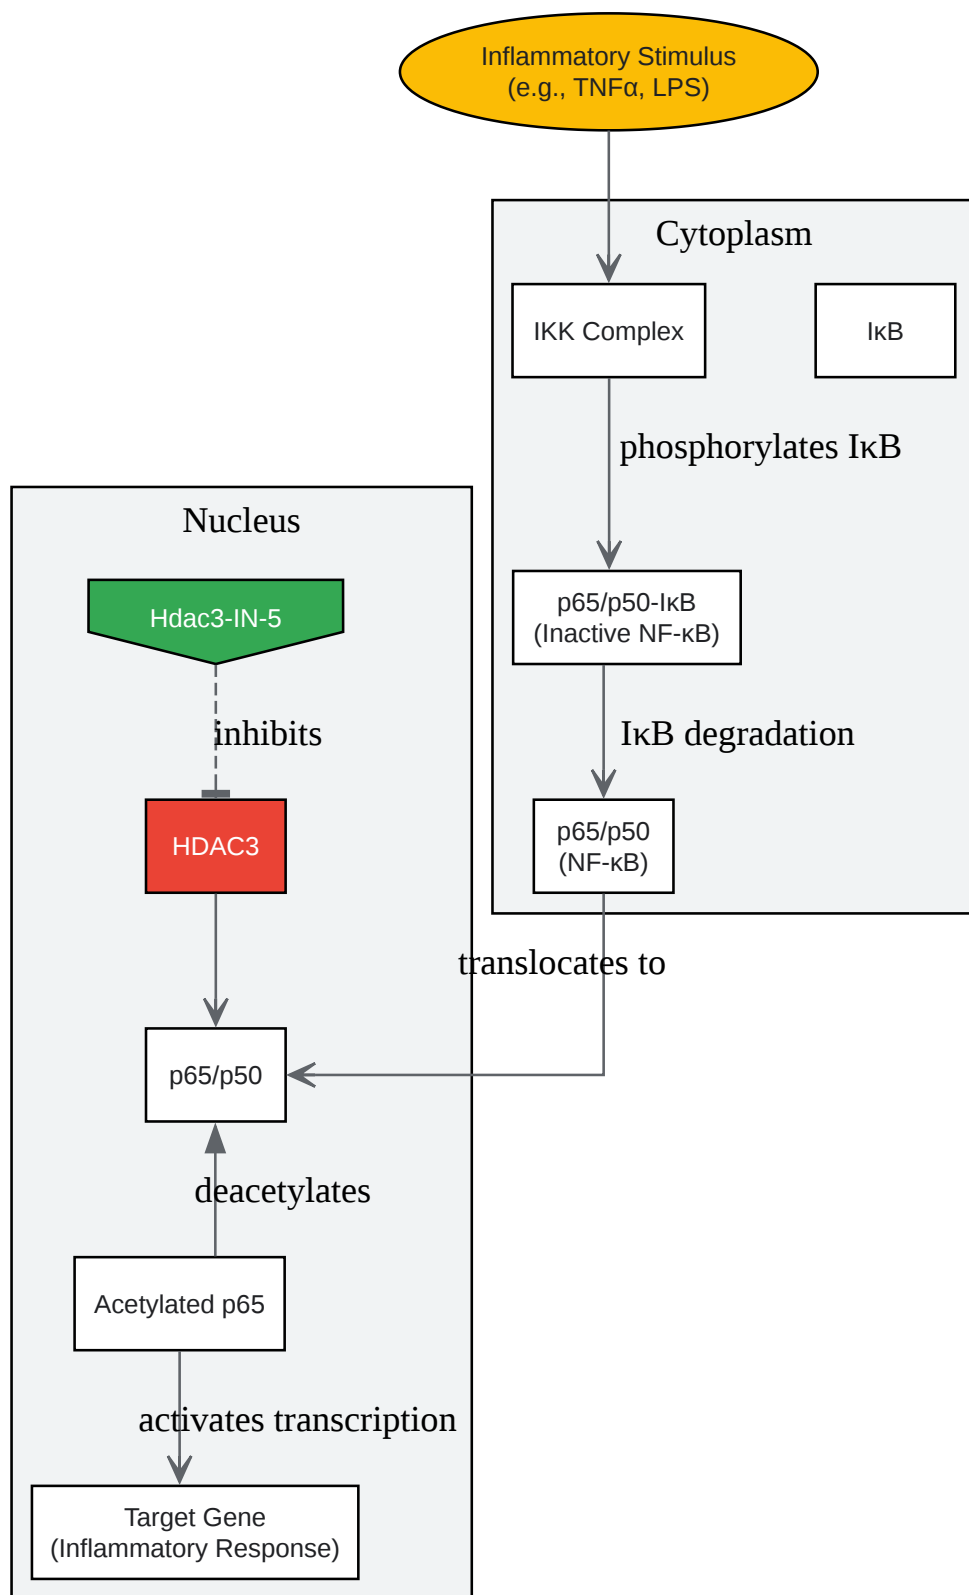 Inflammatory Stimulus
(e.g., TNFα, LPS)
Cytoplasm
IKK Complex
IκB
phosphorylates IκB
Nucleus
Hdac3-IN-5
p65/p50-IκB
(Inactive NF-κB)
inhibits
IκB degradation
HDAC3
p65/p50
(NF-κB)
translocates to
p65/p50
deacetylates
Acetylated p65
activates transcription
Target Gene
(Inflammatory Response)